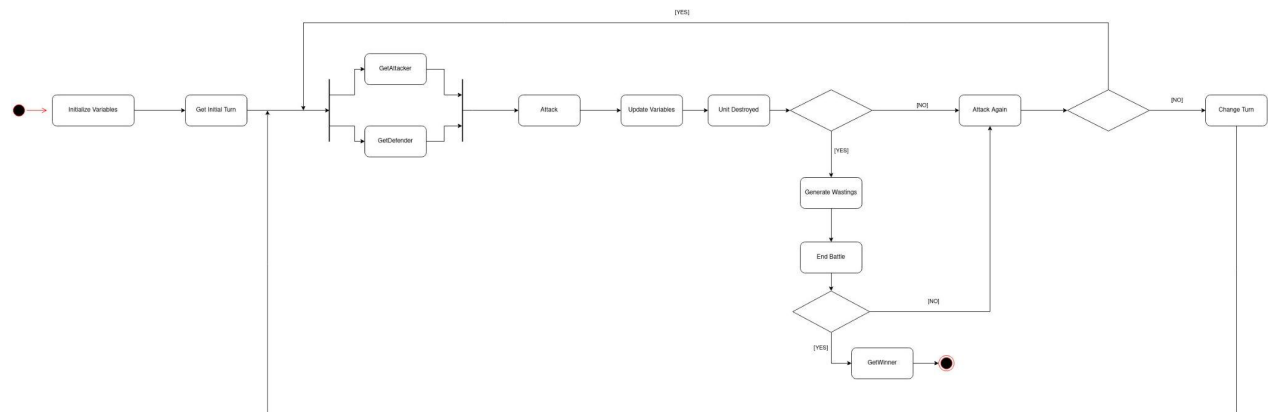 [YES]
GetAttacker
Initialize Variables
Get Initial Turn
Attack
Update Variables
Unit Destroyed
[NO]
Attack Again
[NO]
Change Turn
GetDefender
[YES]
Generate Wastings
End Battle
[NO]
[YES]
GetWinner